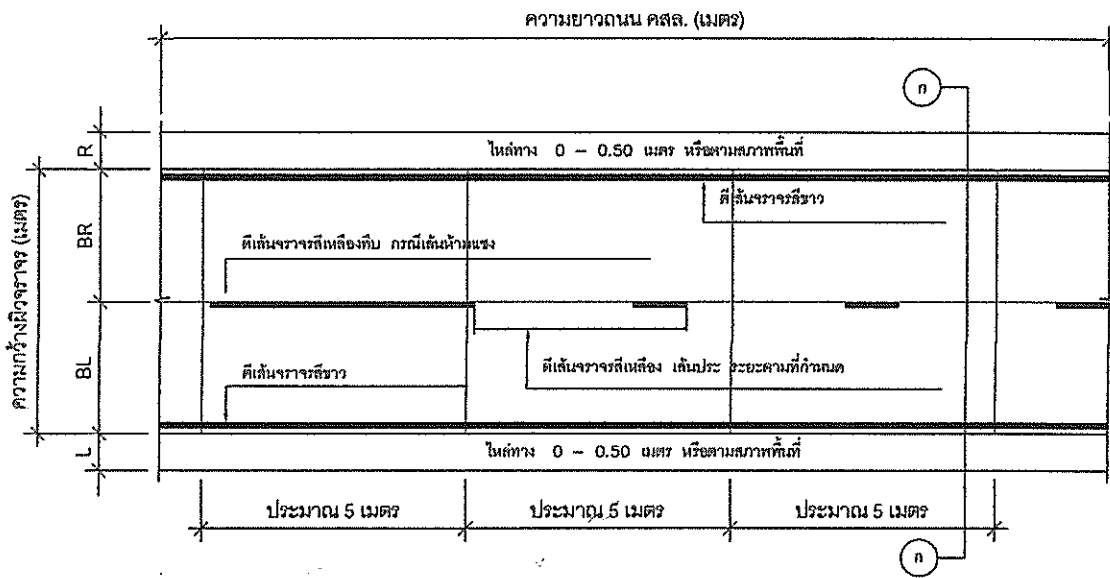 ความยาวถนน คสล. (เมตร)
ก
R
ไหล่ทาง 0 - 0.50 เมตร หรือตามสภาพพื้นที่
ตีเส้นจราจรสีขาว
ความกว้างผิวจราจร (เมตร)
BR
ตีเส้นจราจรสีเหลืองทึบ กรณีเส้นห้ามแซง
BL
ตีเส้นจราจรสีขาว
ตีเส้นจราจรสีเหลือง เส้นประ ระยะตามที่กำหนด
L
ไหล่ทาง 0 - 0.50 เมตร หรือตามสภาพพื้นที่
ประมาณ 5 เมตร
ประมาณ 5 เมตร
ประมาณ 5 เมตร
ก